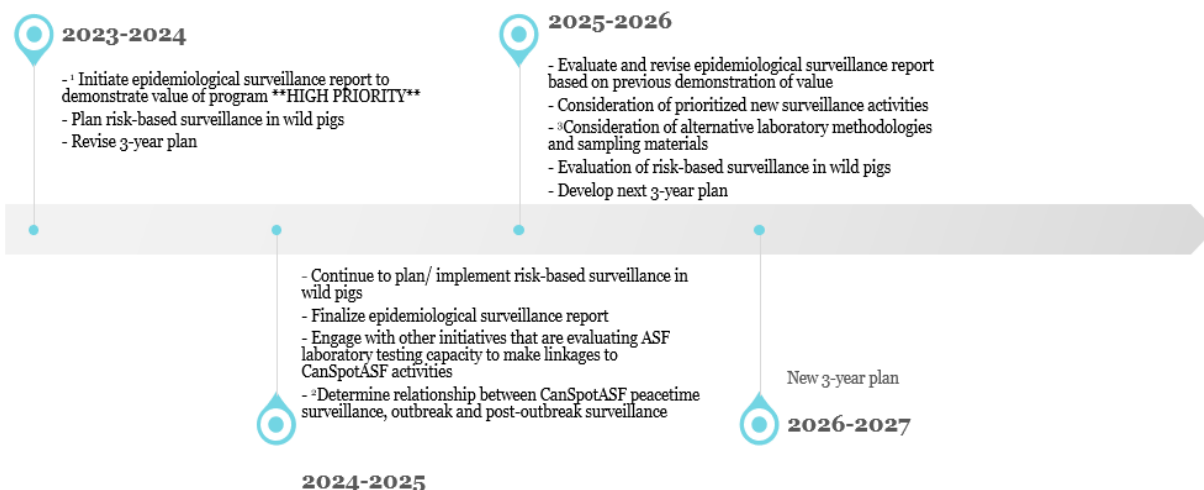 2023-2024
- ¹ Initiate epidemiological surveillance report to
demonstrate value of program **HIGH PRIORITY**
- Plan risk-based surveillance in wild pigs
- Revise 3-year plan
2025-2026
- Evaluate and revise epidemiological surveillance report
based on previous demonstration of value
- Consideration of prioritized new surveillance activities
- ³Consideration of alternative laboratory methodologies
and sampling materials
- Evaluation of risk-based surveillance in wild pigs
- Develop next 3-year plan
- Continue to plan/ implement risk-based surveillance in
wild pigs
- Finalize epidemiological surveillance report
- Engage with other initiatives that are evaluating ASF
laboratory testing capacity to make linkages to
CanSpotASF activities
- ²Determine relationship between CanSpotASF peacetime
surveillance, outbreak and post-outbreak surveillance
2024-2025
New 3-year plan
2026-2027